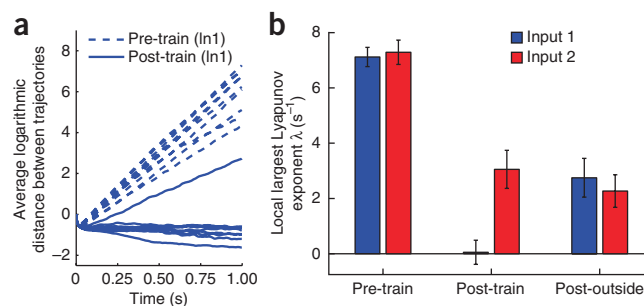 a
Average logarithmic
distance between trajectories
8
6
4
2
0
−2
Pre-train (In1)
Post-train (In1)
0
0.25
0.50
0.75
1.00
Time (s)
b
Local largest Lyapunov
exponent λ (s⁻¹)
8
6
4
2
0
Input 1
Input 2
Pre-train
Post-train
Post-outside